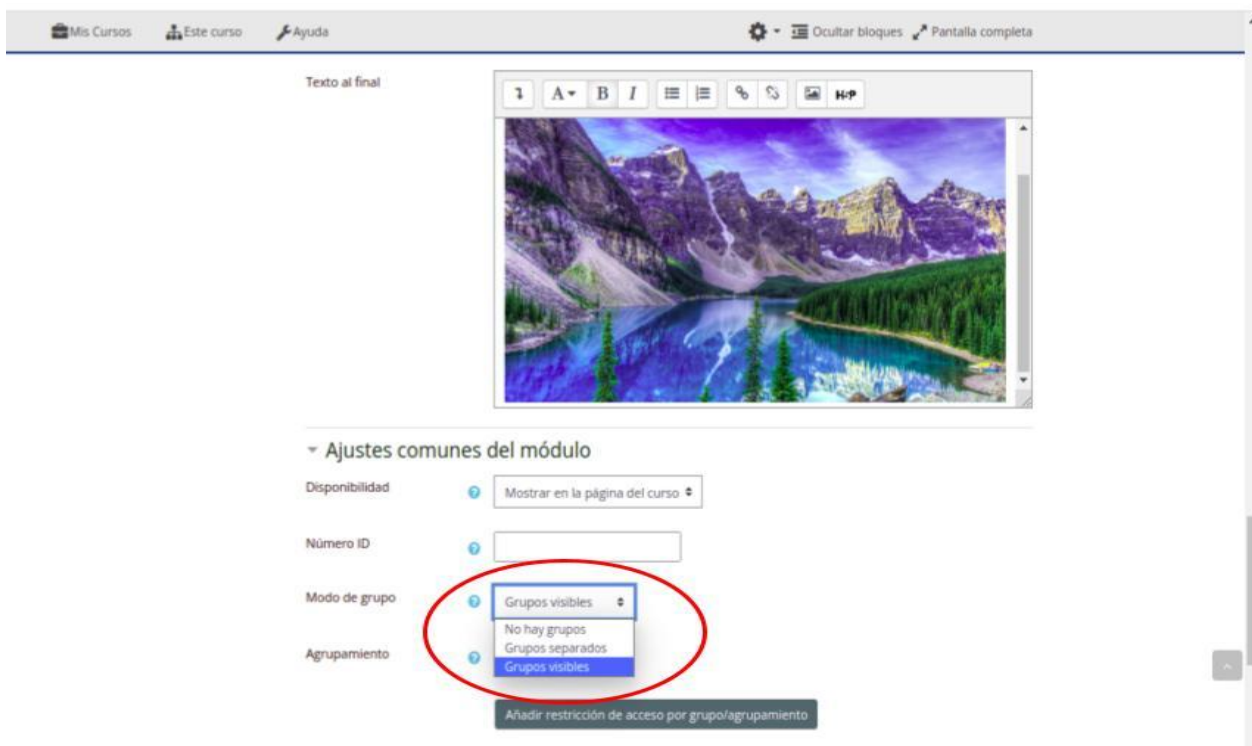 Mis Cursos Este curso Ayuda Ocultar bloques Pantalla completa
Texto al final
A B I H-P
Ajustes comunes del módulo
Disponibilidad Mostrar en la página del curso
Número ID
Modo de grupo Grupos visibles
No hay grupos
Grupos separados
Agrupamiento
Grupos visibles
Añadir restricción de acceso por grupo/agrupamiento